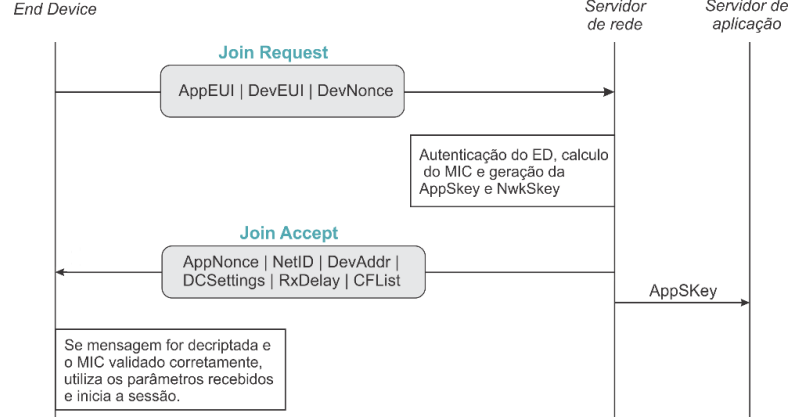 End Device
Servidor
de rede
Servidor de
aplicação
Join Request
AppEUI | DevEUI | DevNonce
Autenticação do ED, calculo
do MIC e geração da
AppSkey e NwkSkey
Join Accept
AppNonce | NetID | DevAddr |
DCSettings | RxDelay | CFList
AppSKey
Se mensagem for decriptada e
o MIC validado corretamente,
utiliza os parâmetros recebidos
e inicia a sessão.